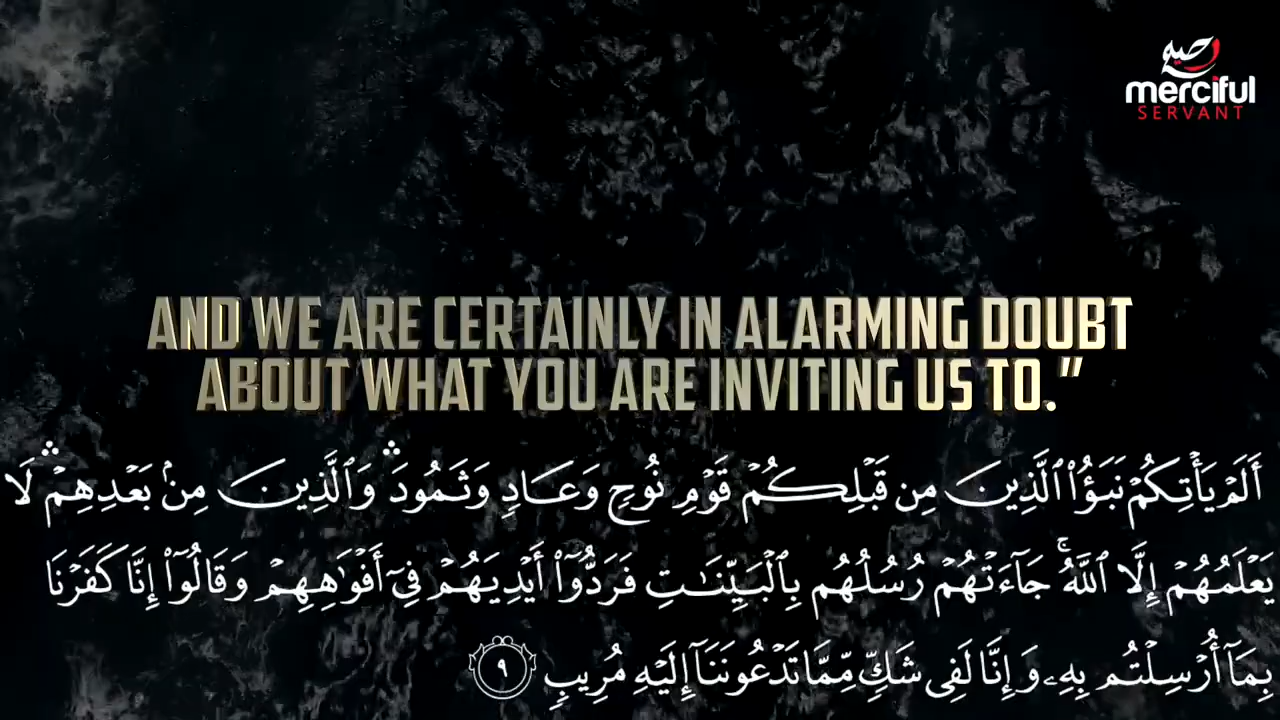 رحيم
merciful
SERVANT
AND WE ARE CERTAINLY IN ALARMING DOUBT
ABOUT WHAT YOU ARE INVITING US TO.”
أَلَمْ يَأْتِكُمْ نَبَؤُا۟ ٱلَّذِينَ مِن قَبْلِكُمْ قَوْمِ نُوحٍ وَعَادٍ وَثَمُودَ ۛ وَٱلَّذِينَ مِنۢ بَعْدِهِمْ ۛ لَا
يَعْلَمُهُمْ إِلَّا ٱللَّهُ ۚ جَآءَتْهُمْ رُسُلُهُم بِٱلْبَيِّنَـٰتِ فَرَدُّوٓا۟ أَيْدِيَهُمْ فِىٓ أَفْوَٰهِهِمْ وَقَالُوٓا۟ إِنَّا كَفَرْنَا
بِمَآ أُرْسِلْتُم بِهِۦ وَإِنَّا لَفِى شَكٍّ مِّمَّا تَدْعُونَنَآ إِلَيْهِ مُرِيبٍ ٩